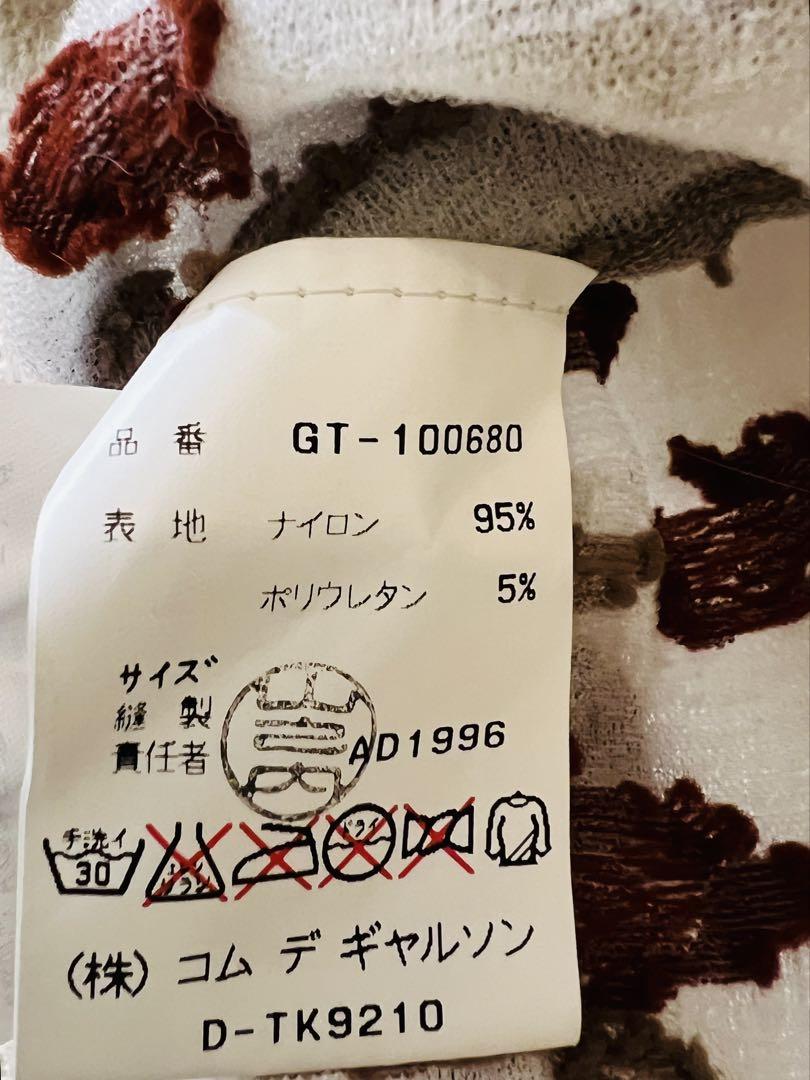 品番 GT-100680
表地 ナイロン 95%
ポリウレタン 5%
サイズ
縫製
責任者 AD1996
手洗イ
30
ドライ
(株) コム デ ギャルソン
D-TK9210